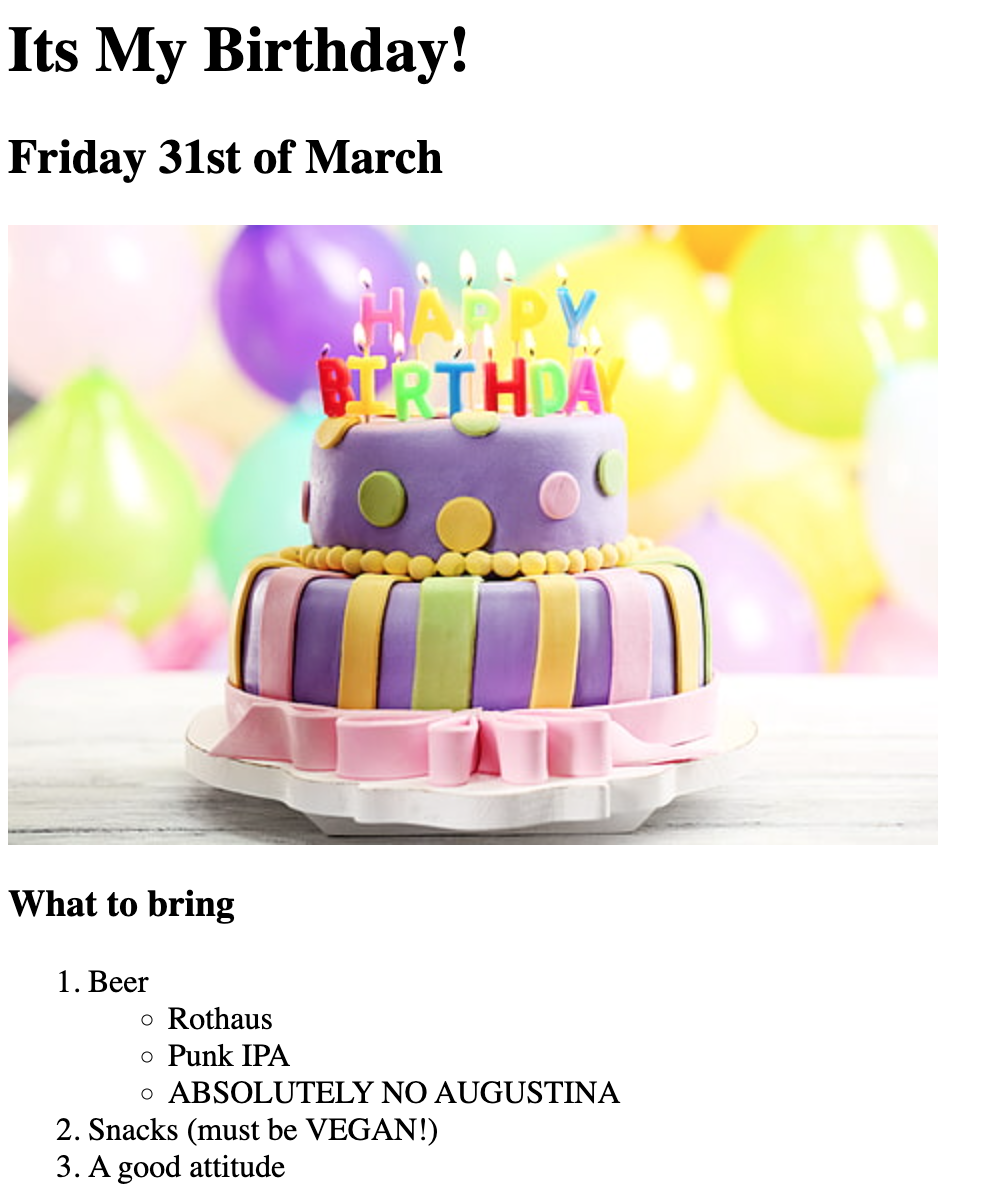 Its My Birthday!
Friday 31st of March
HAPPY
BIRTHDAY
What to bring
1. Beer
Rothaus
Punk IPA
ABSOLUTELY NO AUGUSTINA
2. Snacks (must be VEGAN!)
3. A good attitude